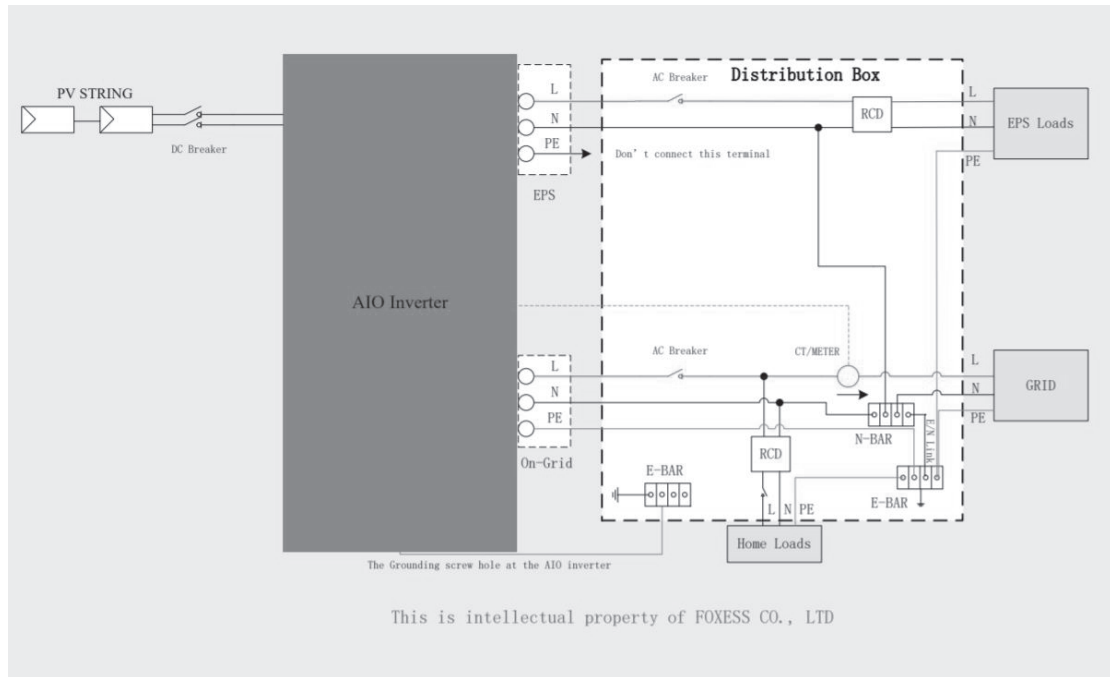 Distribution Box
AC Breaker
PV STRING
DC Breaker
L
N
PE
EPS
Don't connect this terminal
RCD
L
N
PE
EPS Loads
AIO Inverter
AC Breaker
CT/METER
L
N
PE
On-Grid
L
N
PE
GRID
N-BAR
E/N Link
RCD
E-BAR
E-BAR
L N PE
Home Loads
The Grounding screw hole at the AIO inverter
This is intellectual property of FOXESS CO., LTD